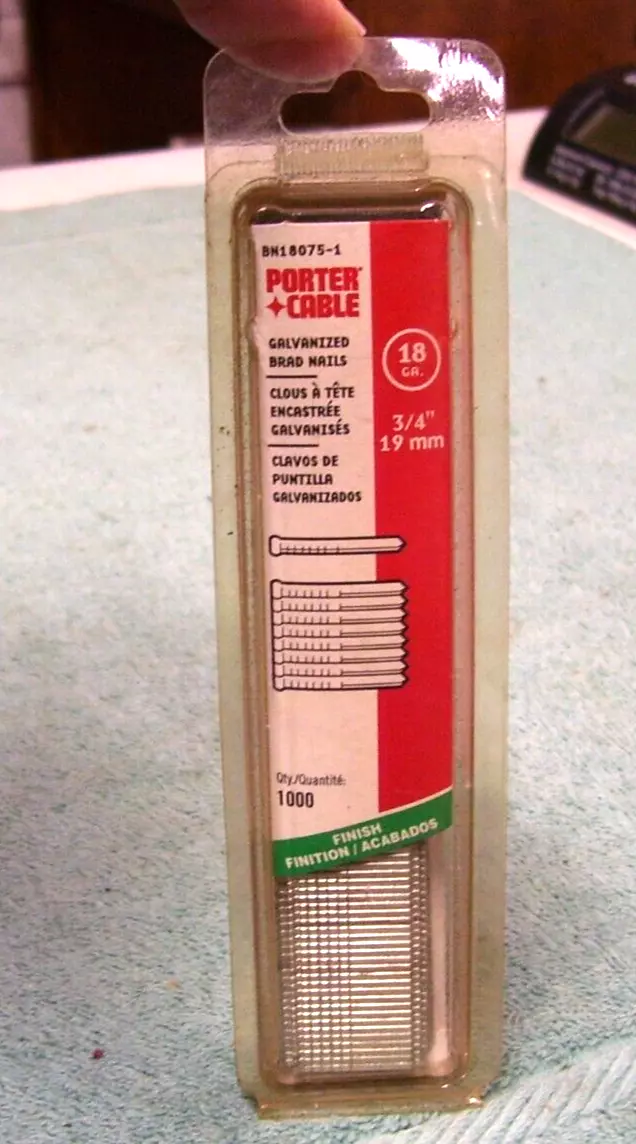 BN18075-1
PORTER
CABLE
GALVANIZED
BRAD NAILS
CLOUS À TÊTE
ENCASTRÉE
GALVANISÉS
CLAVOS DE
PUNTILLA
GALVANIZADOS
18
GA.
3/4"
19 mm
Qty./Quantité:
1000
FINISH
FINITION / ACABADOS